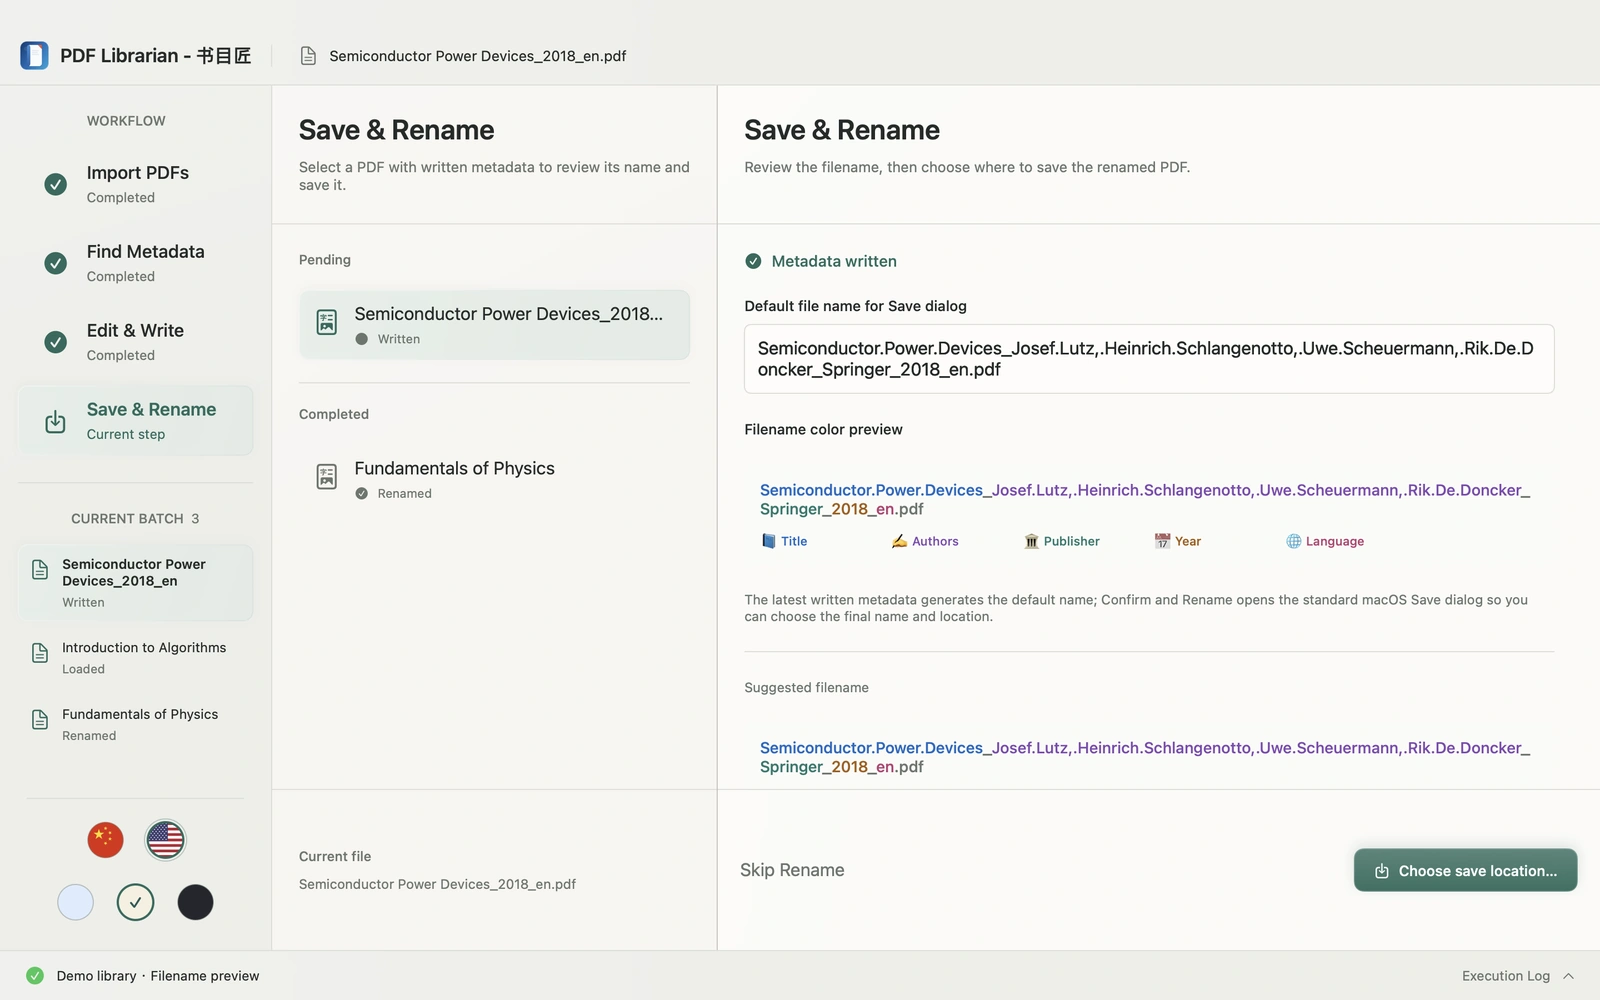 PDF Librarian - 书目匠
Semiconductor Power Devices_2018_en.pdf
WORKFLOW
Import PDFs
Completed
Find Metadata
Completed
Edit & Write
Completed
Save & Rename
Current step
CURRENT BATCH 3
Semiconductor Power
Devices_2018_en
Written
Introduction to Algorithms
Loaded
Fundamentals of Physics
Renamed
Save & Rename
Select a PDF with written metadata to review its name and
save it.
Pending
Semiconductor Power Devices_2018...
Written
Completed
Fundamentals of Physics
Renamed
Current file
Semiconductor Power Devices_2018_en.pdf
Save & Rename
Review the filename, then choose where to save the renamed PDF.
Metadata written
Default file name for Save dialog
Semiconductor.Power.Devices_Josef.Lutz,.Heinrich.Schlangenotto,.Uwe.Scheuermann,.Rik.De.D
oncker_Springer_2018_en.pdf
Filename color preview
Semiconductor.Power.Devices_Josef.Lutz,.Heinrich.Schlangenotto,.Uwe.Scheuermann,.Rik.De.Doncker_
Springer_2018_en.pdf
Title Authors Publisher Year Language
The latest written metadata generates the default name; Confirm and Rename opens the standard macOS Save dialog so you
can choose the final name and location.
Suggested filename
Semiconductor.Power.Devices_Josef.Lutz,.Heinrich.Schlangenotto,.Uwe.Scheuermann,.Rik.De.Doncker_
Springer_2018_en.pdf
Skip Rename
Choose save location...
Demo library · Filename preview
Execution Log